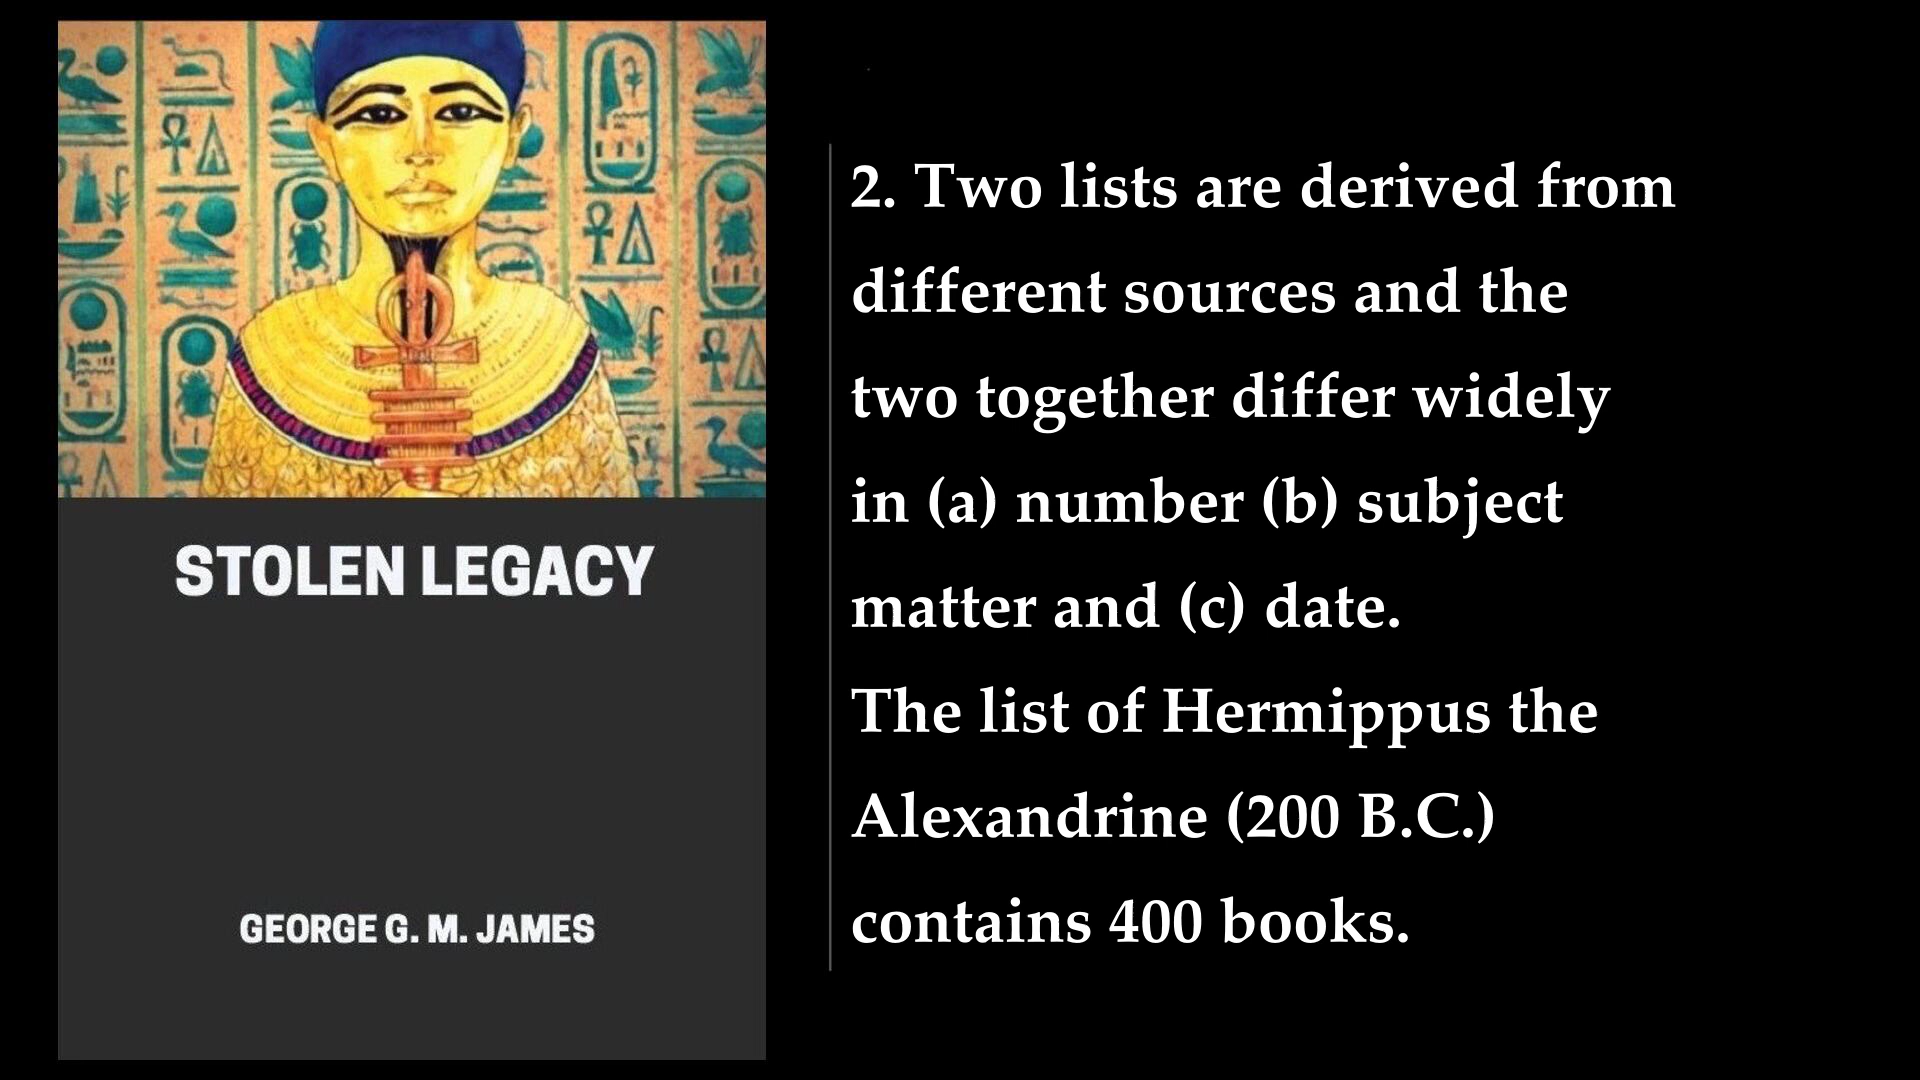 STOLEN LEGACY
GEORGE G. M. JAMES
2. Two lists are derived from
different sources and the
two together differ widely
in (a) number (b) subject
matter and (c) date.
The list of Hermippus the
Alexandrine (200 B.C.)
contains 400 books.